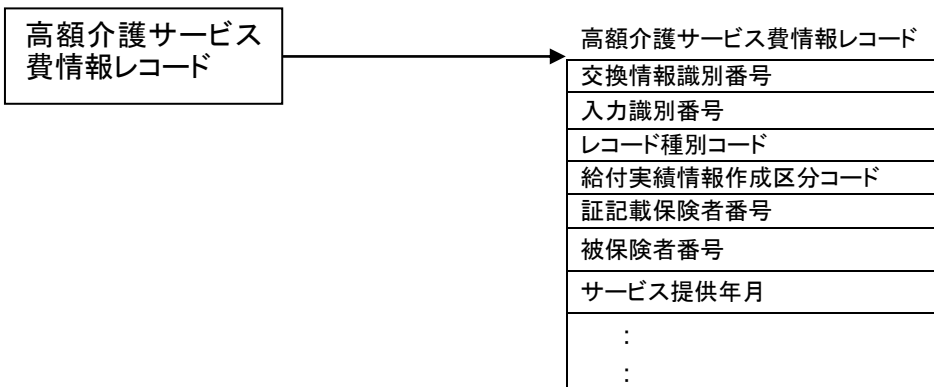 高額介護サービス
費情報レコード
高額介護サービス費情報レコード
交換情報識別番号
入力識別番号
レコード種別コード
給付実績情報作成区分コード
証記載保険者番号
被保険者番号
サービス提供年月
:
: